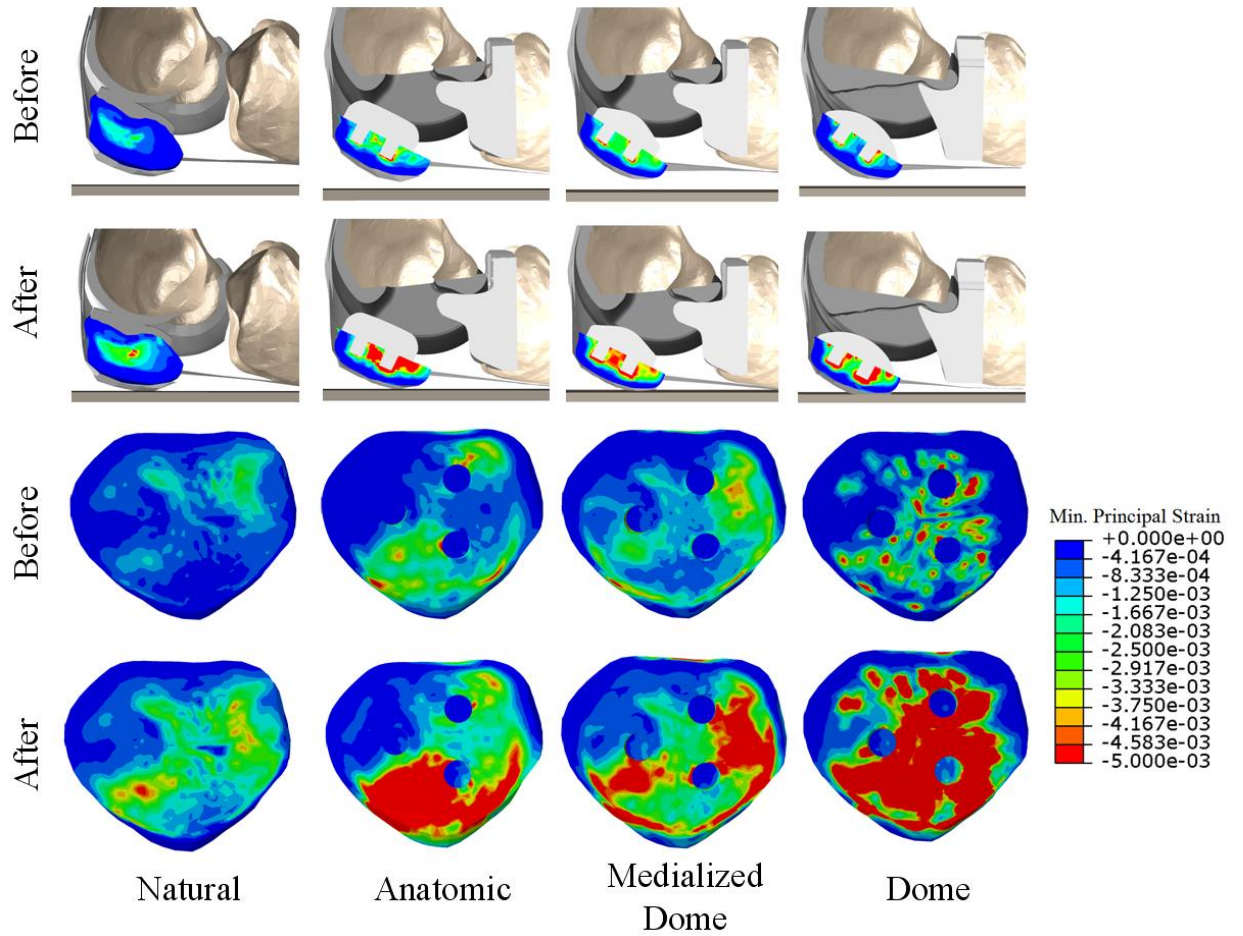 Before
After
Before
After
Min. Principal Strain
+0.000e+00
-4.167e-04
-8.333e-04
-1.250e-03
-1.667e-03
-2.083e-03
-2.500e-03
-2.917e-03
-3.333e-03
-3.750e-03
-4.167e-03
-4.583e-03
-5.000e-03
Natural
Anatomic
Medialized
Dome
Dome